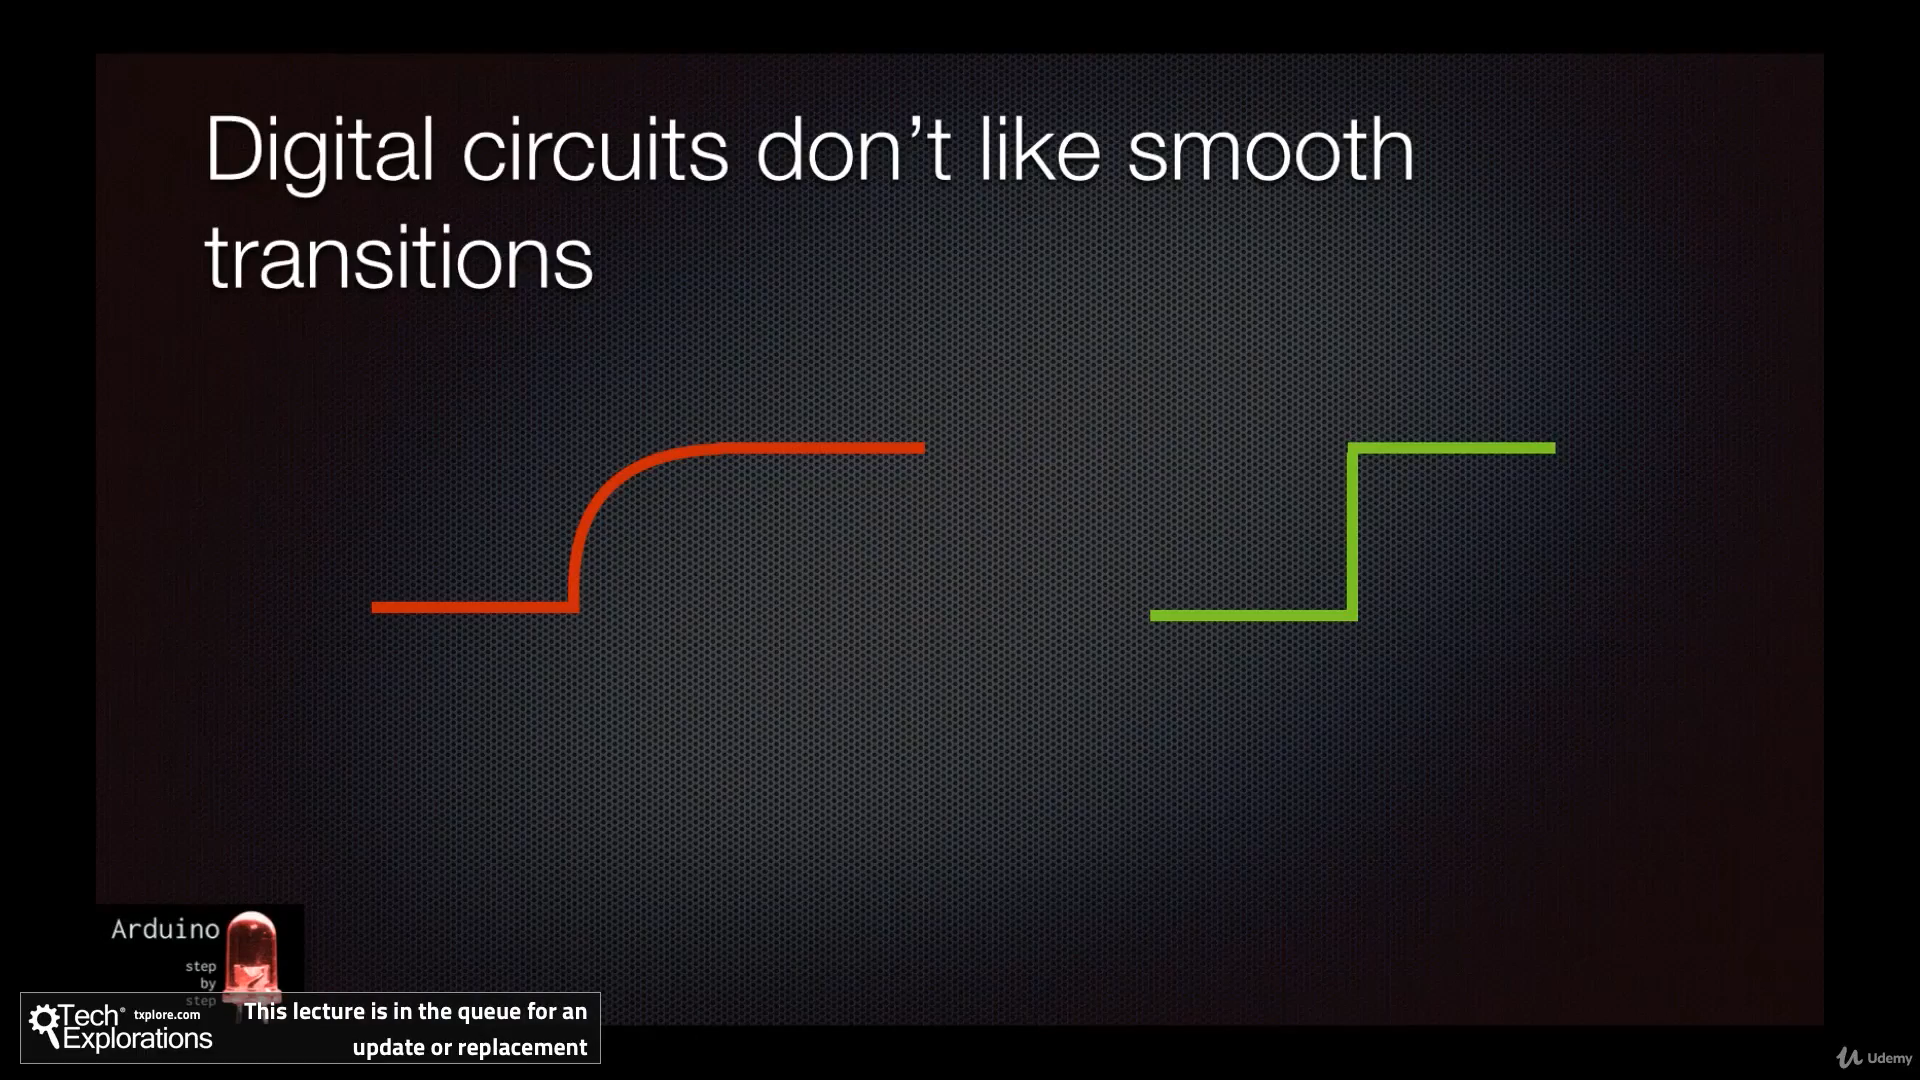 Digital circuits don’t like smooth
transitions
Arduino
step
by
step
Tech txplore.com
Explorations
This lecture is in the queue for an
update or replacement
Udemy